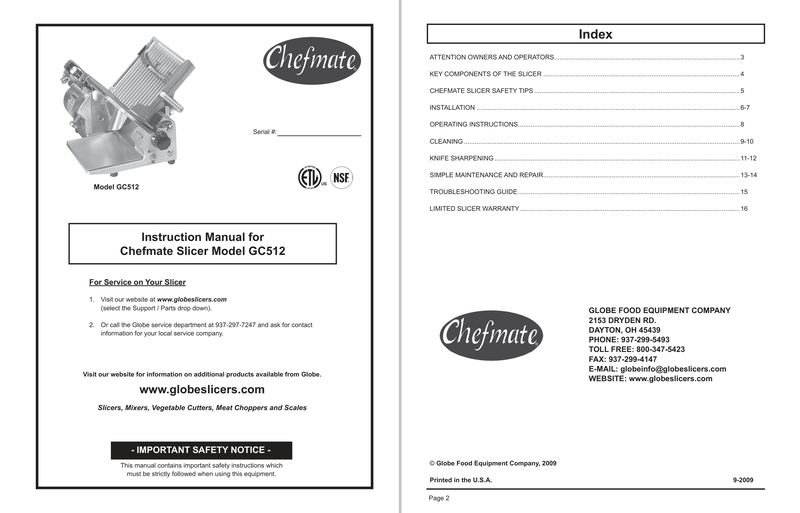 Chefmate
Serial #:
Model GC512
ETL
US
NSF
Instruction Manual for
Chefmate Slicer Model GC512
For Service on Your Slicer
1. Visit our website at www.globeslicers.com
(select the Support / Parts drop down).
2. Or call the Globe service department at 937-297-7247 and ask for contact
information for your local service company.
Visit our website for information on additional products available from Globe.
www.globeslicers.com
Slicers, Mixers, Vegetable Cutters, Meat Choppers and Scales
- IMPORTANT SAFETY NOTICE -
This manual contains important safety instructions which
must be strictly followed when using this equipment.
Index
ATTENTION OWNERS AND OPERATORS 3
KEY COMPONENTS OF THE SLICER 4
CHEFMATE SLICER SAFETY TIPS 5
INSTALLATION 6-7
OPERATING INSTRUCTIONS 8
CLEANING 9-10
KNIFE SHARPENING 11-12
SIMPLE MAINTENANCE AND REPAIR 13-14
TROUBLESHOOTING GUIDE 15
LIMITED SLICER WARRANTY 16
Chefmate
GLOBE FOOD EQUIPMENT COMPANY
2153 DRYDEN RD.
DAYTON, OH 45439
PHONE: 937-299-5493
TOLL FREE: 800-347-5423
FAX: 937-299-4147
E-MAIL: globeinfo@globeslicers.com
WEBSITE: www.globeslicers.com
© Globe Food Equipment Company, 2009
Printed in the U.S.A. 9-2009
Page 2